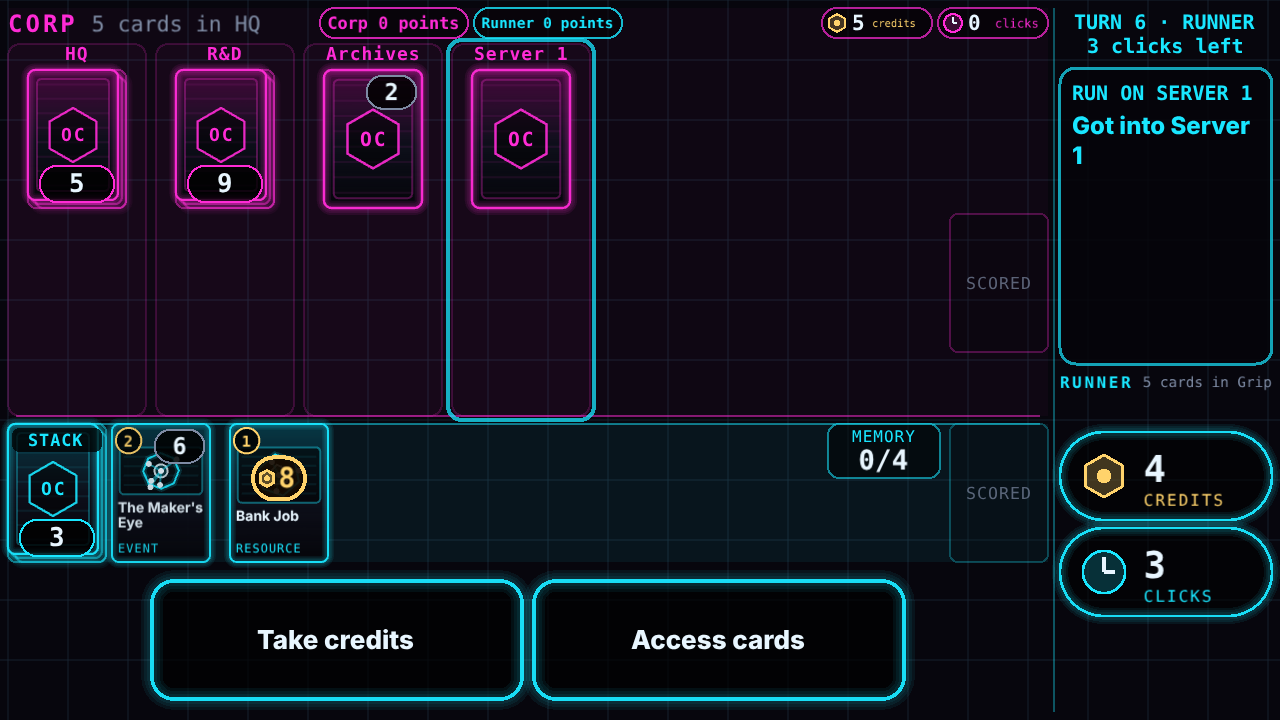 CORP 5 cards in HQ
Corp 0 points
Runner 0 points
5 credits
0 clicks
HQ
R&D
Archives
Server 1
OC
5
OC
9
2
OC
OC
SCORED
TURN 6 · RUNNER
3 clicks left
RUN ON SERVER 1
Got into Server
1
RUNNER 5 cards in Grip
STACK
OC
3
2
6
The Maker's
Eye
EVENT
1
8
Bank Job
RESOURCE
MEMORY
0/4
SCORED
4
CREDITS
3
CLICKS
Take credits
Access cards